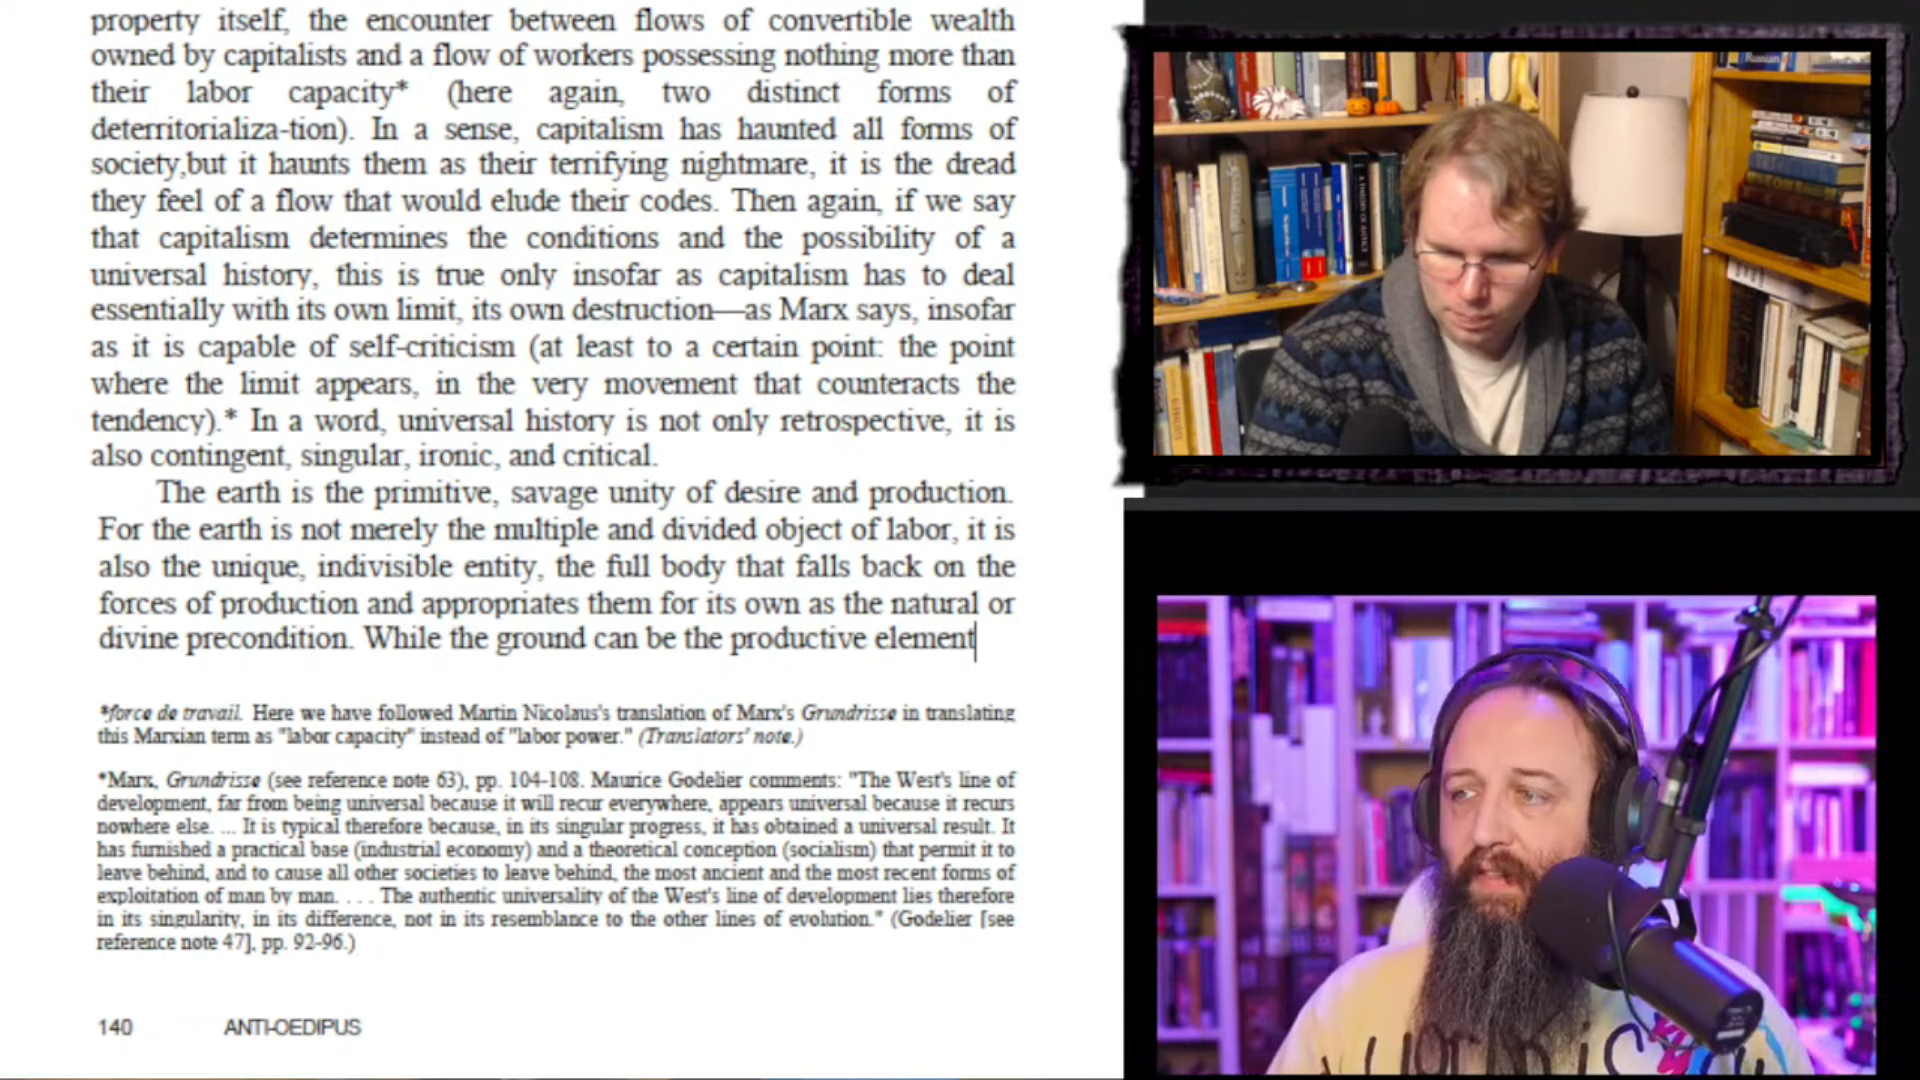 property itself, the encounter between flows of convertible wealth
owned by capitalists and a flow of workers possessing nothing more than
their labor capacity* (here again, two distinct forms of
deterritorializa-tion). In a sense, capitalism has haunted all forms of
society,but it haunts them as their terrifying nightmare, it is the dread
they feel of a flow that would elude their codes. Then again, if we say
that capitalism determines the conditions and the possibility of a
universal history, this is true only insofar as capitalism has to deal
essentially with its own limit, its own destruction—as Marx says, insofar
as it is capable of self-criticism (at least to a certain point: the point
where the limit appears, in the very movement that counteracts the
tendency).* In a word, universal history is not only retrospective, it is
also contingent, singular, ironic, and critical.
The earth is the primitive, savage unity of desire and production.
For the earth is not merely the multiple and divided object of labor, it is
also the unique, indivisible entity, the full body that falls back on the
forces of production and appropriates them for its own as the natural or
divine precondition. While the ground can be the productive element
*force de travail. Here we have followed Martin Nicolaus's translation of Marx's Grundrisse in translating
this Marxian term as "labor capacity" instead of "labor power." (Translators' note.)
*Marx, Grundrisse (see reference note 63), pp. 104-108. Maurice Godelier comments: "The West's line of
development, far from being universal because it will recur everywhere, appears universal because it recurs
nowhere else. ... It is typical therefore because, in its singular progress, it has obtained a universal result. It
has furnished a practical base (industrial economy) and a theoretical conception (socialism) that permit it to
leave behind, and to cause all other societies to leave behind, the most ancient and the most recent forms of
exploitation of man by man. . . . The authentic universality of the West's line of development lies therefore
in its singularity, in its difference, not in its resemblance to the other lines of evolution." (Godelier [see
reference note 47], pp. 92-96.)
140 ANTI-OEDIPUS